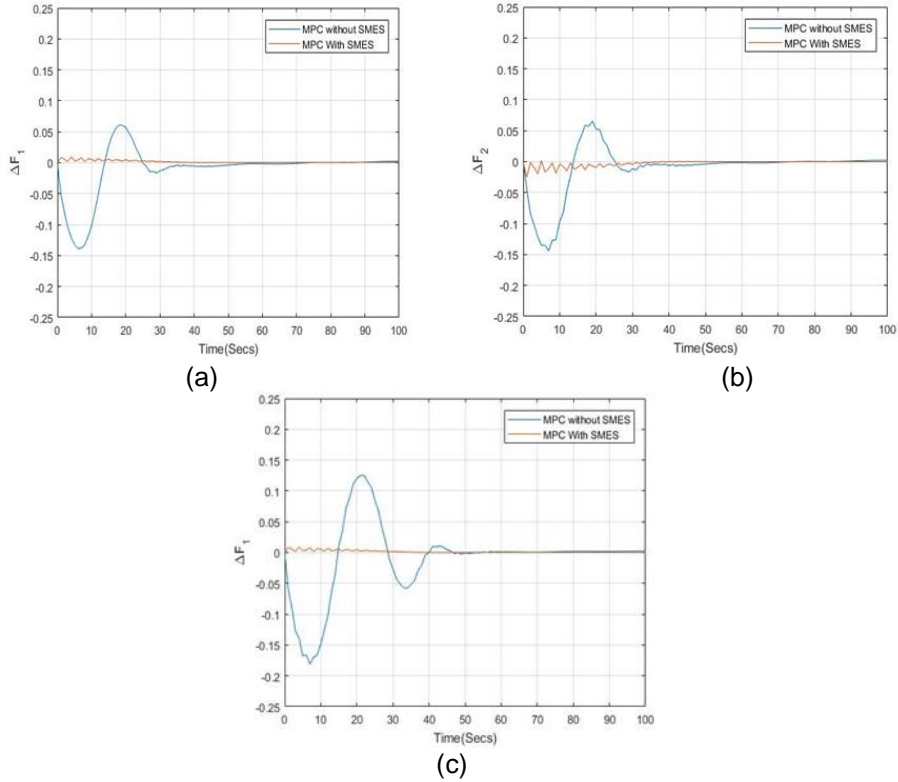 0.25
0.2
0.15
0.1
0.05
0
-0.05
-0.1
-0.15
-0.2
-0.25
ΔF1
MPC without SMES
MPC With SMES
0 10 20 30 40 50 60 70 80 90 100
Time(Secs)
(a)
0.25
0.2
0.15
0.1
0.05
0
-0.05
-0.1
-0.15
-0.2
-0.25
ΔF2
MPC without SMES
MPC With SMES
0 10 20 30 40 50 60 70 80 90 100
Time(Secs)
(b)
0.25
0.2
0.15
0.1
0.05
0
-0.05
-0.1
-0.15
-0.2
-0.25
ΔF1
MPC without SMES
MPC With SMES
0 10 20 30 40 50 60 70 80 90 100
Time(Secs)
(c)